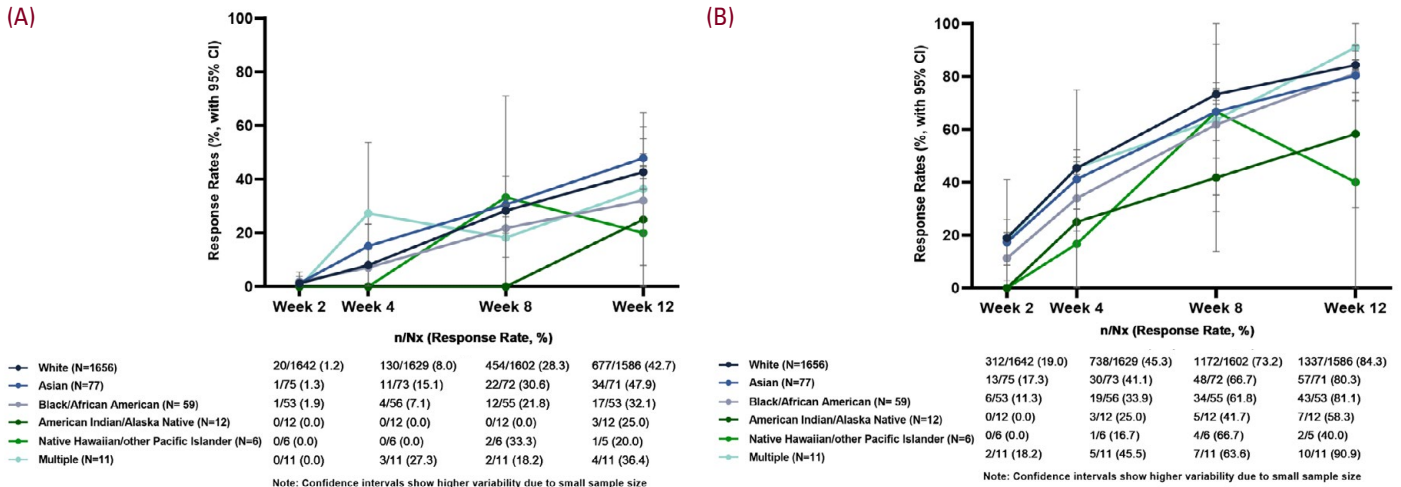 (A)
Response Rates (%, with 95% CI)
100
80
60
40
20
0
Week 2 Week 4 Week 8 Week 12
n/Nx (Response Rate, %)
White (N=1656) 20/1642 (1.2) 130/1629 (8.0) 454/1602 (28.3) 677/1586 (42.7)
Asian (N=77) 1/75 (1.3) 11/73 (15.1) 22/72 (30.6) 34/71 (47.9)
Black/African American (N= 59) 1/53 (1.9) 4/56 (7.1) 12/55 (21.8) 17/53 (32.1)
American Indian/Alaska Native (N=12) 0/12 (0.0) 0/12 (0.0) 0/12 (0.0) 3/12 (25.0)
Native Hawaiian/other Pacific Islander (N=6) 0/6 (0.0) 0/6 (0.0) 2/6 (33.3) 1/5 (20.0)
Multiple (N=11) 0/11 (0.0) 3/11 (27.3) 2/11 (18.2) 4/11 (36.4)
Note: Confidence intervals show higher variability due to small sample size
(B)
Response Rates (%, with 95% CI)
100
80
60
40
20
0
Week 2 Week 4 Week 8 Week 12
n/Nx (Response Rate, %)
White (N=1656) 312/1642 (19.0) 738/1629 (45.3) 1172/1602 (73.2) 1337/1586 (84.3)
Asian (N=77) 13/75 (17.3) 30/73 (41.1) 48/72 (66.7) 57/71 (80.3)
Black/African American (N= 59) 6/53 (11.3) 19/56 (33.9) 34/55 (61.8) 43/53 (81.1)
American Indian/Alaska Native (N=12) 0/12 (0.0) 3/12 (25.0) 5/12 (41.7) 7/12 (58.3)
Native Hawaiian/other Pacific Islander (N=6) 0/6 (0.0) 1/6 (16.7) 4/6 (66.7) 2/5 (40.0)
Multiple (N=11) 2/11 (18.2) 5/11 (45.5) 7/11 (63.6) 10/11 (90.9)
Note: Confidence intervals show higher variability due to small sample size